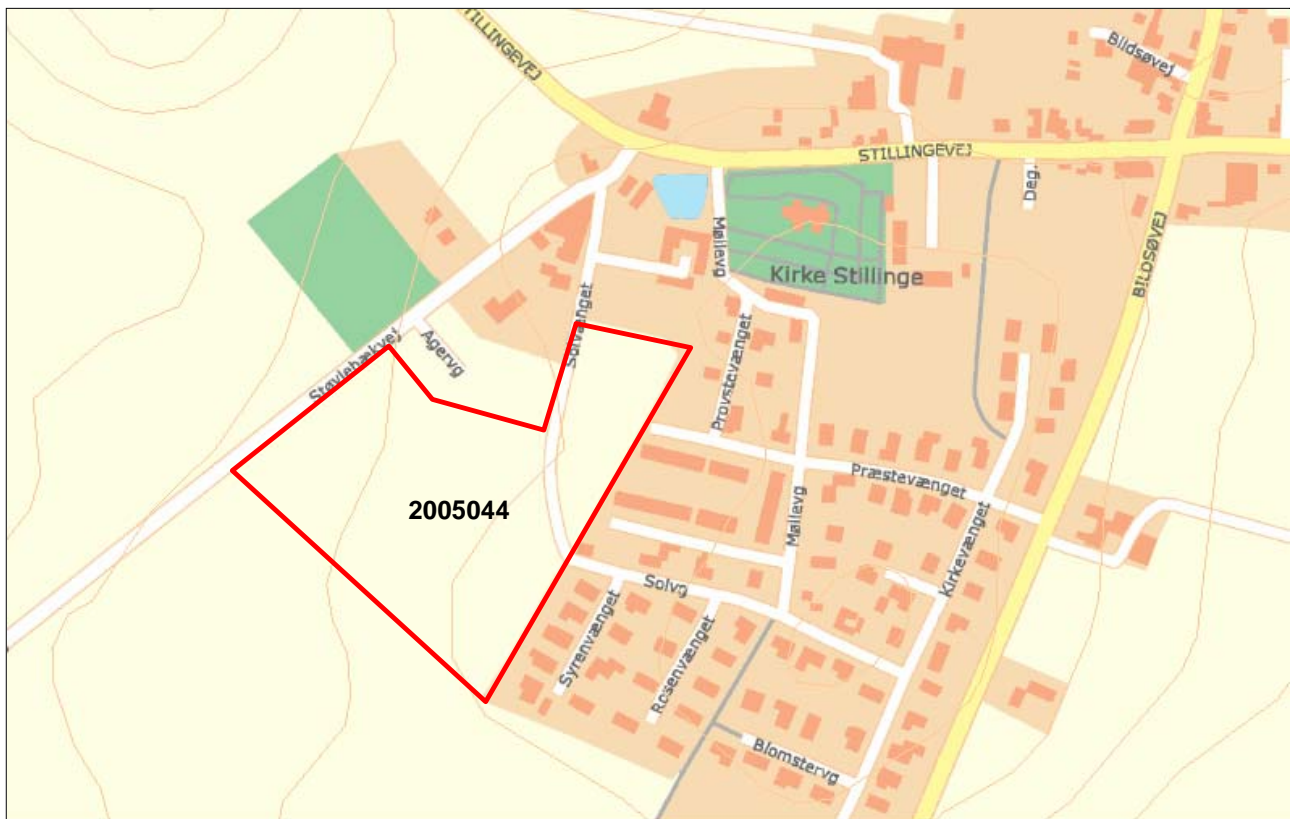 STILLINGEVEJ
Bildsøvej
STILLINGEVEJ
Deg.
Møllevg
BILDSØVEJ
Kirke Stillinge
Solvænget
Agervg
Støvlebækvej
Provstevænget
Præstevænget
2005044
Møllevg
Kirkevænget
Solvg
Syrenvænget
Rosenvænget
Blomstervg